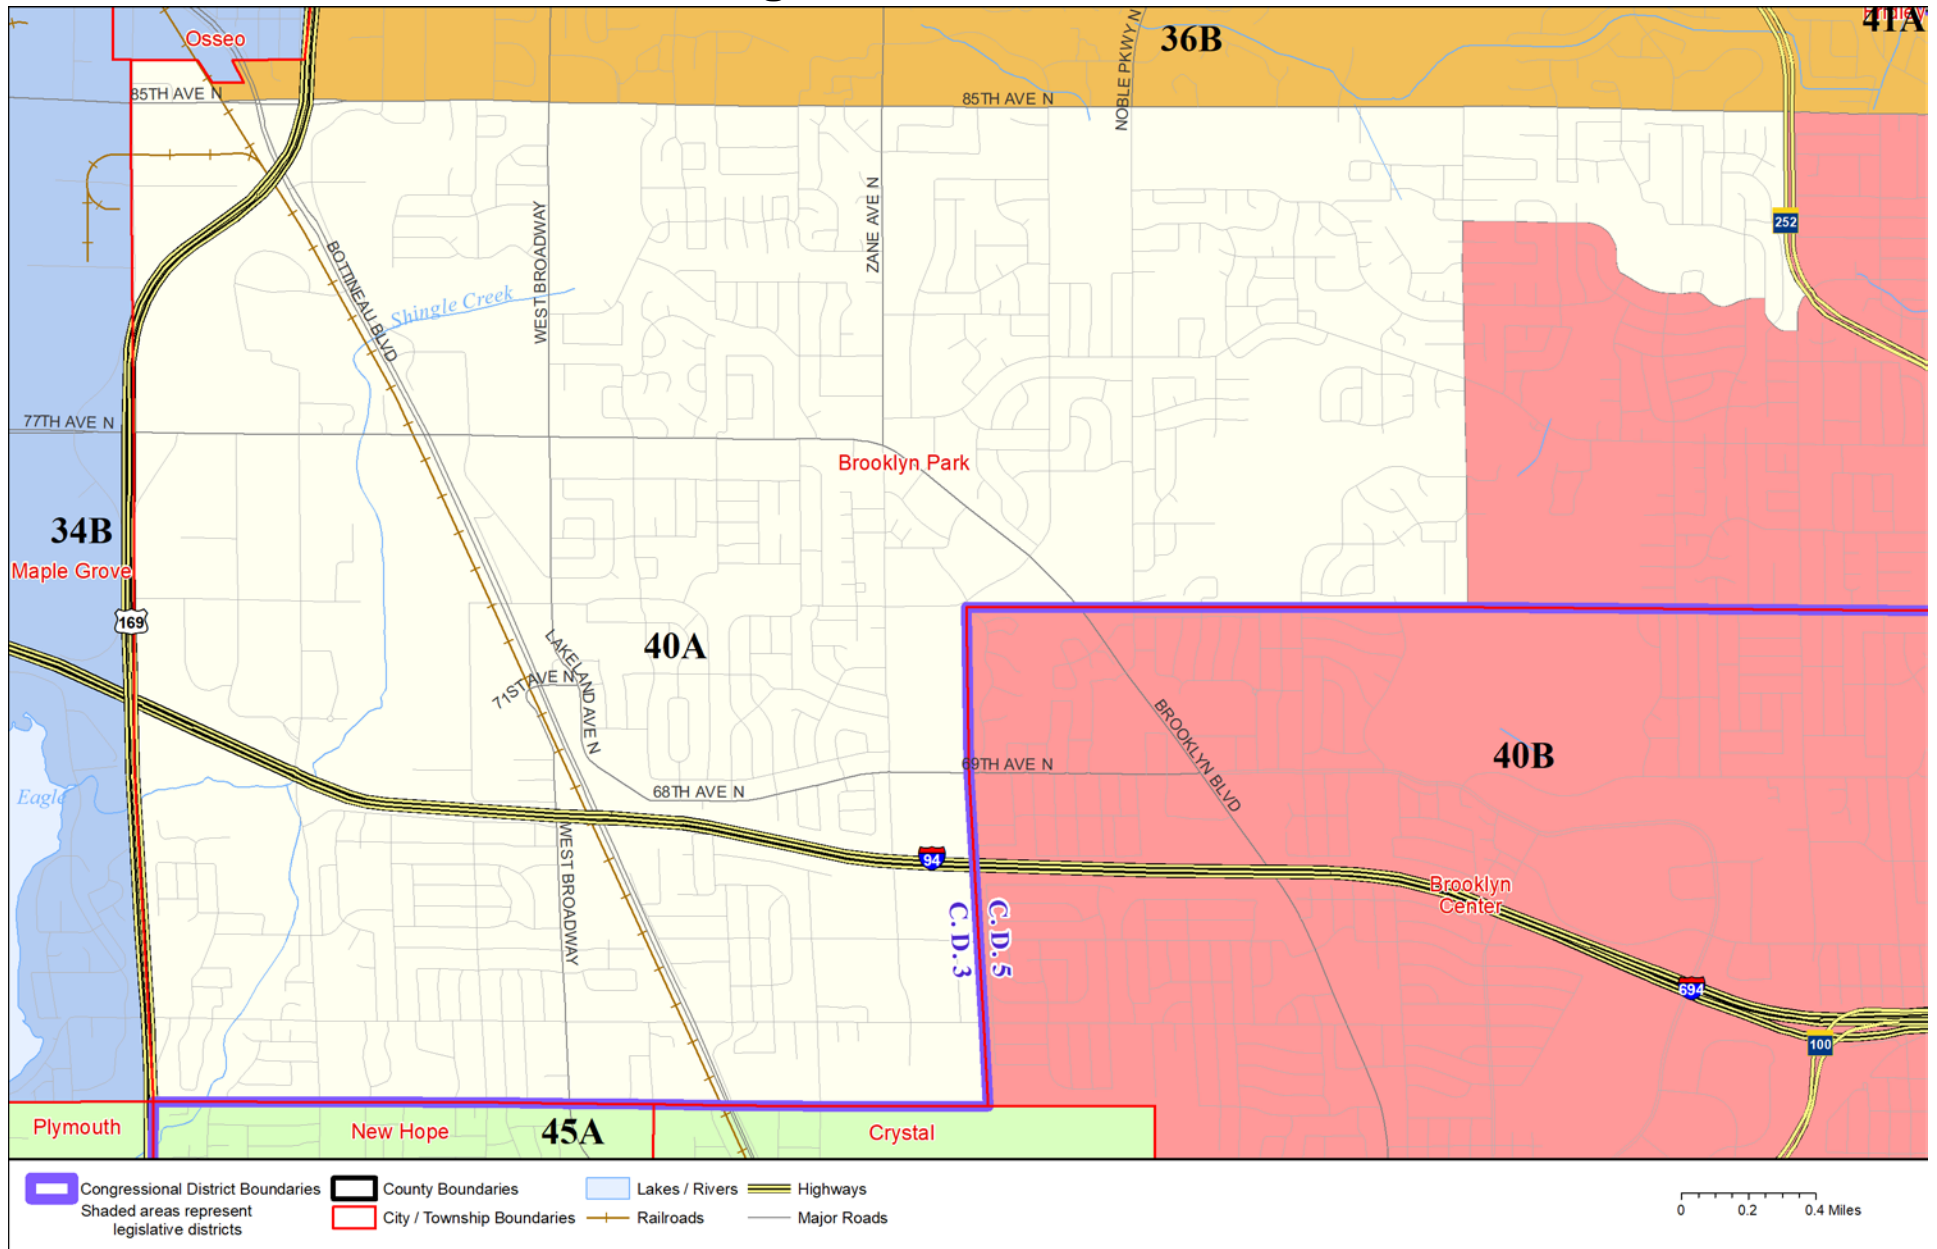 Osseo
36B
41A
85TH AVE N
85TH AVE N
NOBLE PKWY N
ZANE AVE N
WEST BROADWAY
252
BOTTINEAU BLVD
Shingle Creek
77TH AVE N
Brooklyn Park
34B
Maple Grove
169
40A
LAKELAND AVE N
71ST AVE N
BROOKLYN BLVD
40B
69TH AVE N
68TH AVE N
Eagle
WEST BROADWAY
94
Brooklyn
Center
C.D.3
C.D.5
694
100
Plymouth
New Hope
45A
Crystal
Congressional District Boundaries
Shaded areas represent
legislative districts
County Boundaries
City / Township Boundaries
Lakes / Rivers
Railroads
Highways
Major Roads
0 0.2 0.4 Miles